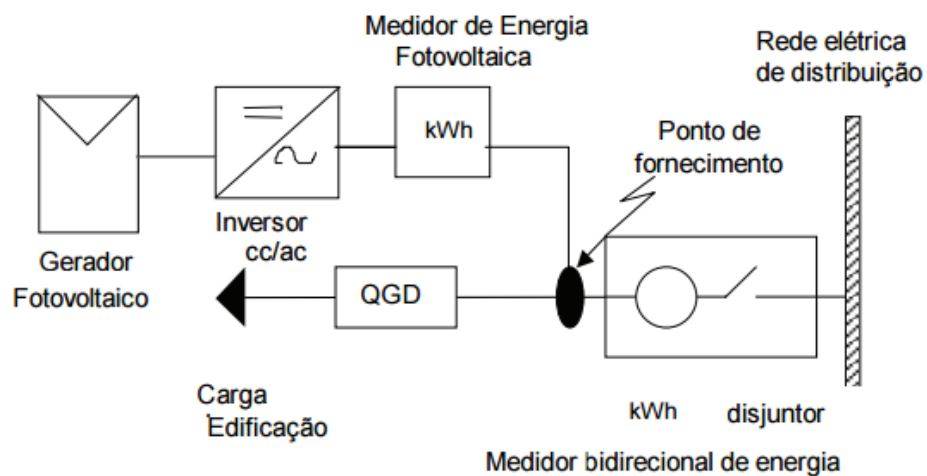 Medidor de Energia
Fotovoltaica
Rede elétrica
de distribuição
kWh
Ponto de
fornecimento
Inversor
cc/ac
Gerador
Fotovoltaico
QGD
Carga
Edificação
kWh
disjuntor
Medidor bidirecional de energia